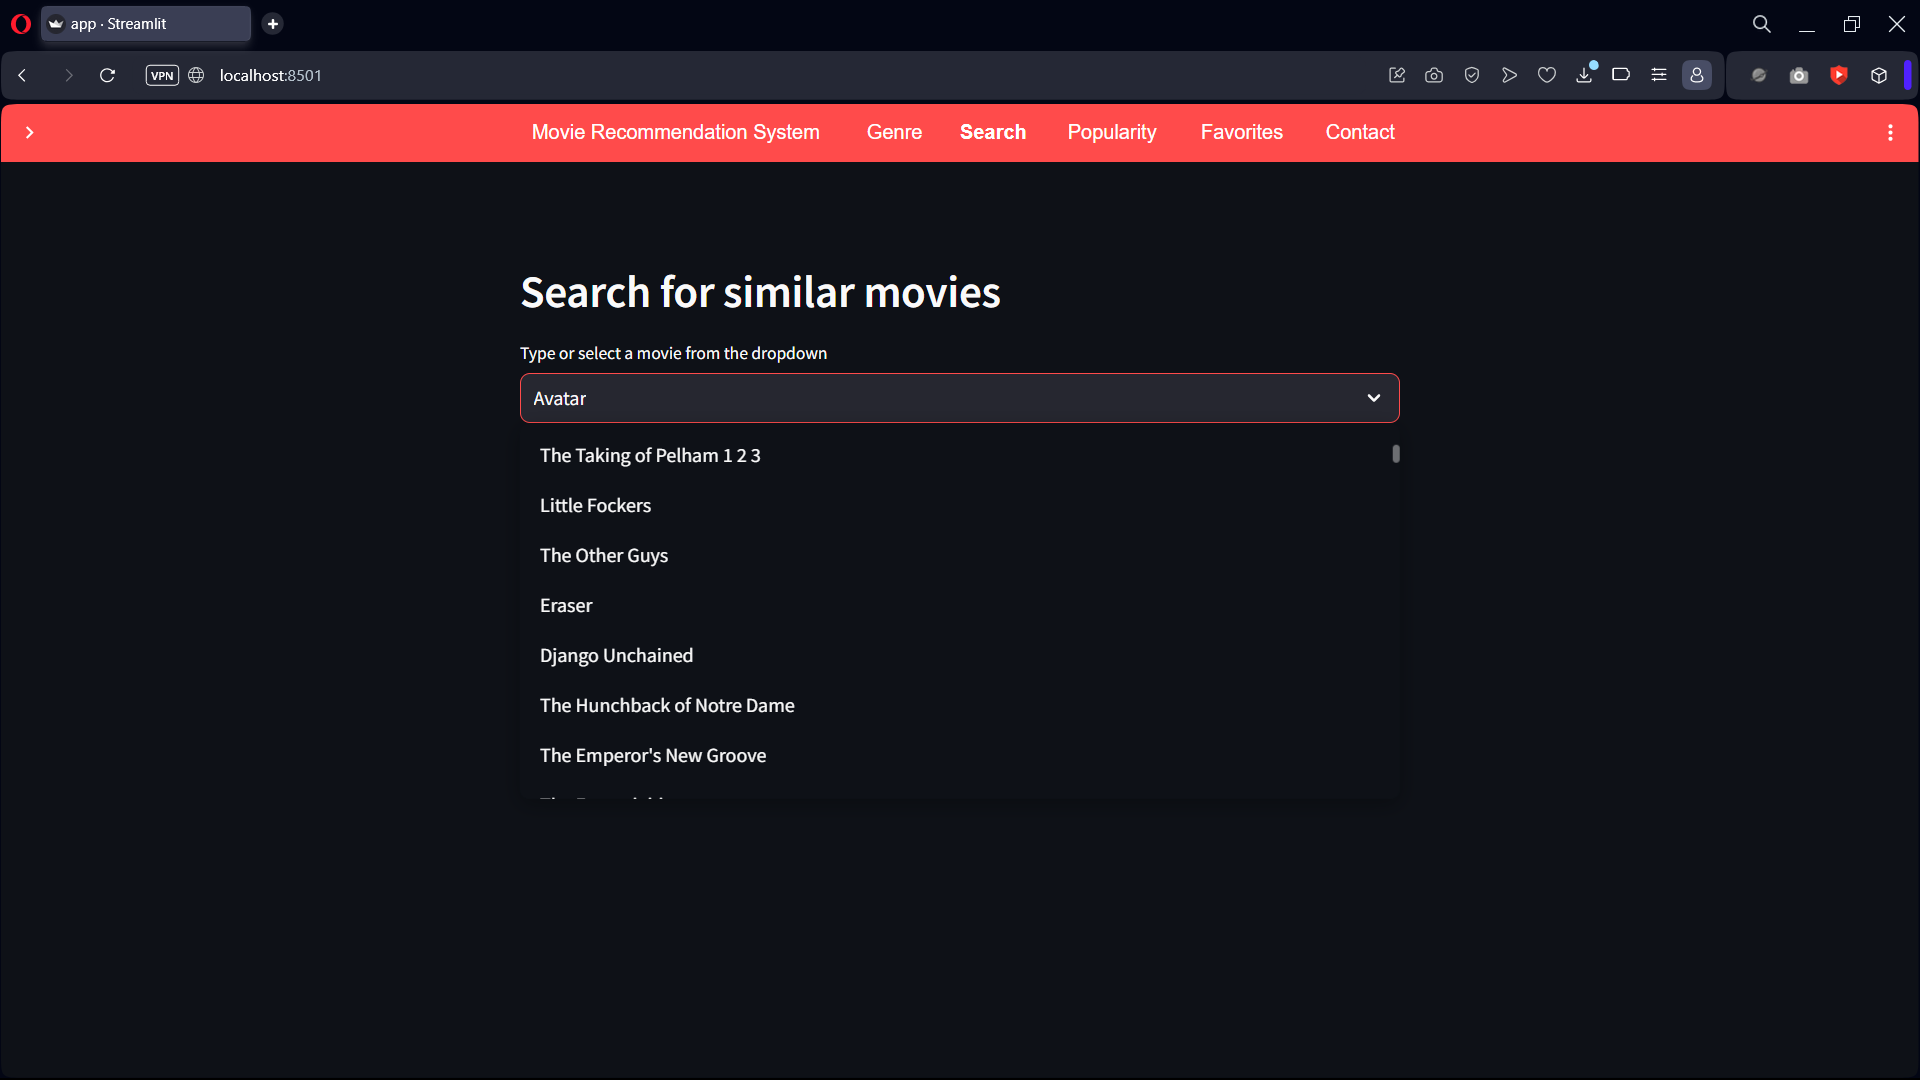 app · Streamlit
VPN
localhost:8501
Movie Recommendation System Genre Search Popularity Favorites Contact
Search for similar movies
Type or select a movie from the dropdown
Avatar
The Taking of Pelham 1 2 3
Little Fockers
The Other Guys
Eraser
Django Unchained
The Hunchback of Notre Dame
The Emperor's New Groove